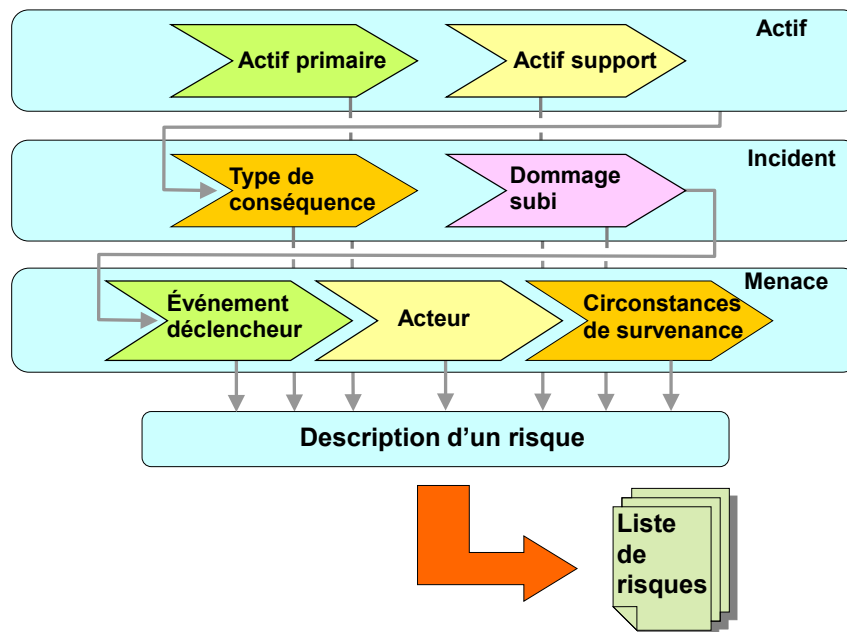 Actif
Actif primaire
Actif support
Incident
Type de
conséquence
Dommage
subi
Menace
Événement
déclencheur
Acteur
Circonstances
de survenance
Description d’un risque
Liste
de
risques